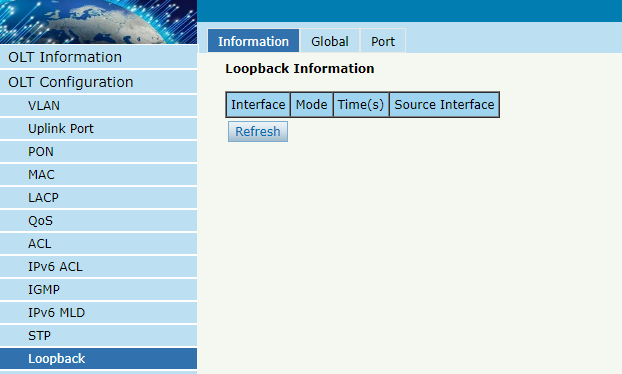 Information Global Port
OLT Information
OLT Configuration
VLAN
Uplink Port
PON
MAC
LACP
QoS
ACL
IPv6 ACL
IGMP
IPv6 MLD
STP
Loopback
Loopback Information
Interface Mode Time(s) Source Interface
Refresh